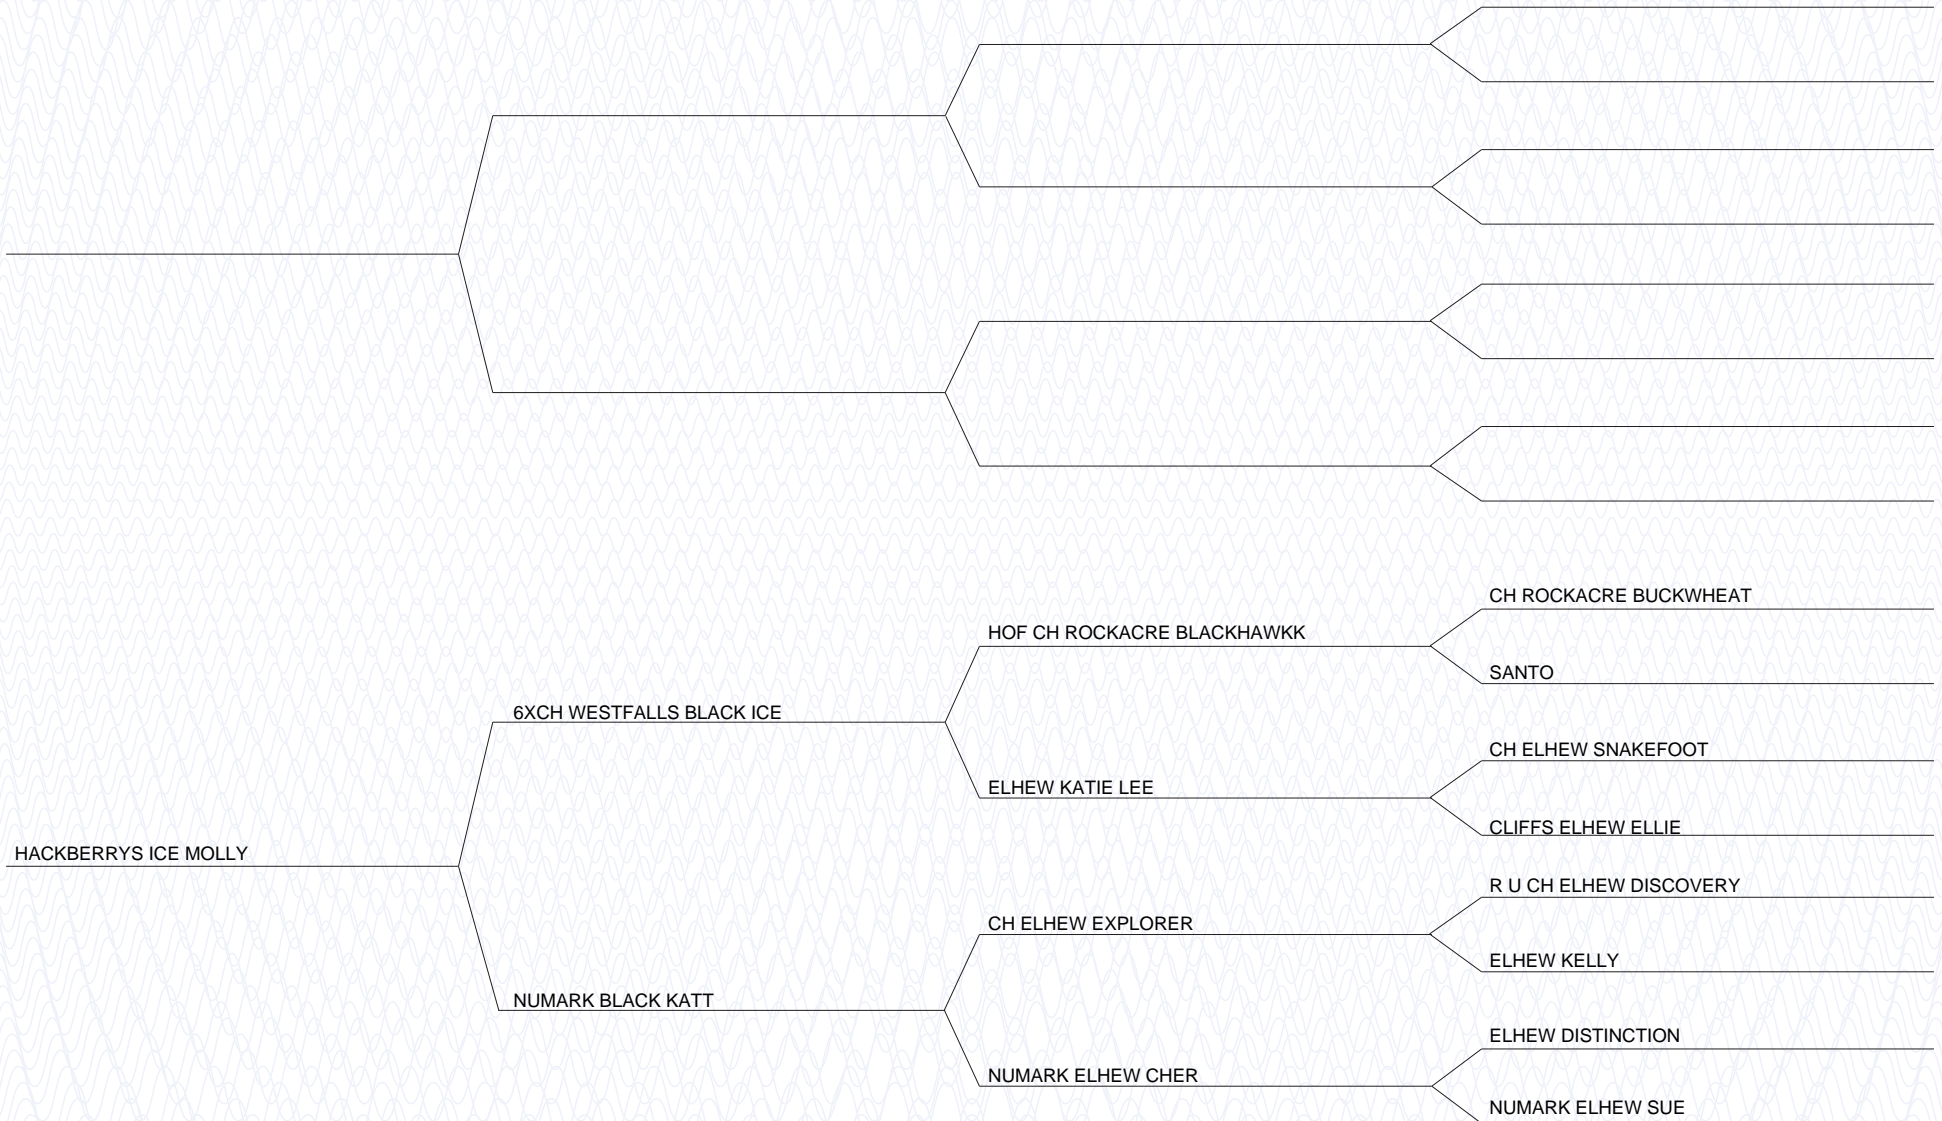 CH ROCKACRE BUCKWHEAT
HOF CH ROCKACRE BLACKHAWKK
SANTO
6XCH WESTFALLS BLACK ICE
CH ELHEW SNAKEFOOT
ELHEW KATIE LEE
CLIFFS ELHEW ELLIE
HACKBERRYS ICE MOLLY
R U CH ELHEW DISCOVERY
CH ELHEW EXPLORER
ELHEW KELLY
NUMARK BLACK KATT
ELHEW DISTINCTION
NUMARK ELHEW CHER
NUMARK ELHEW SUE